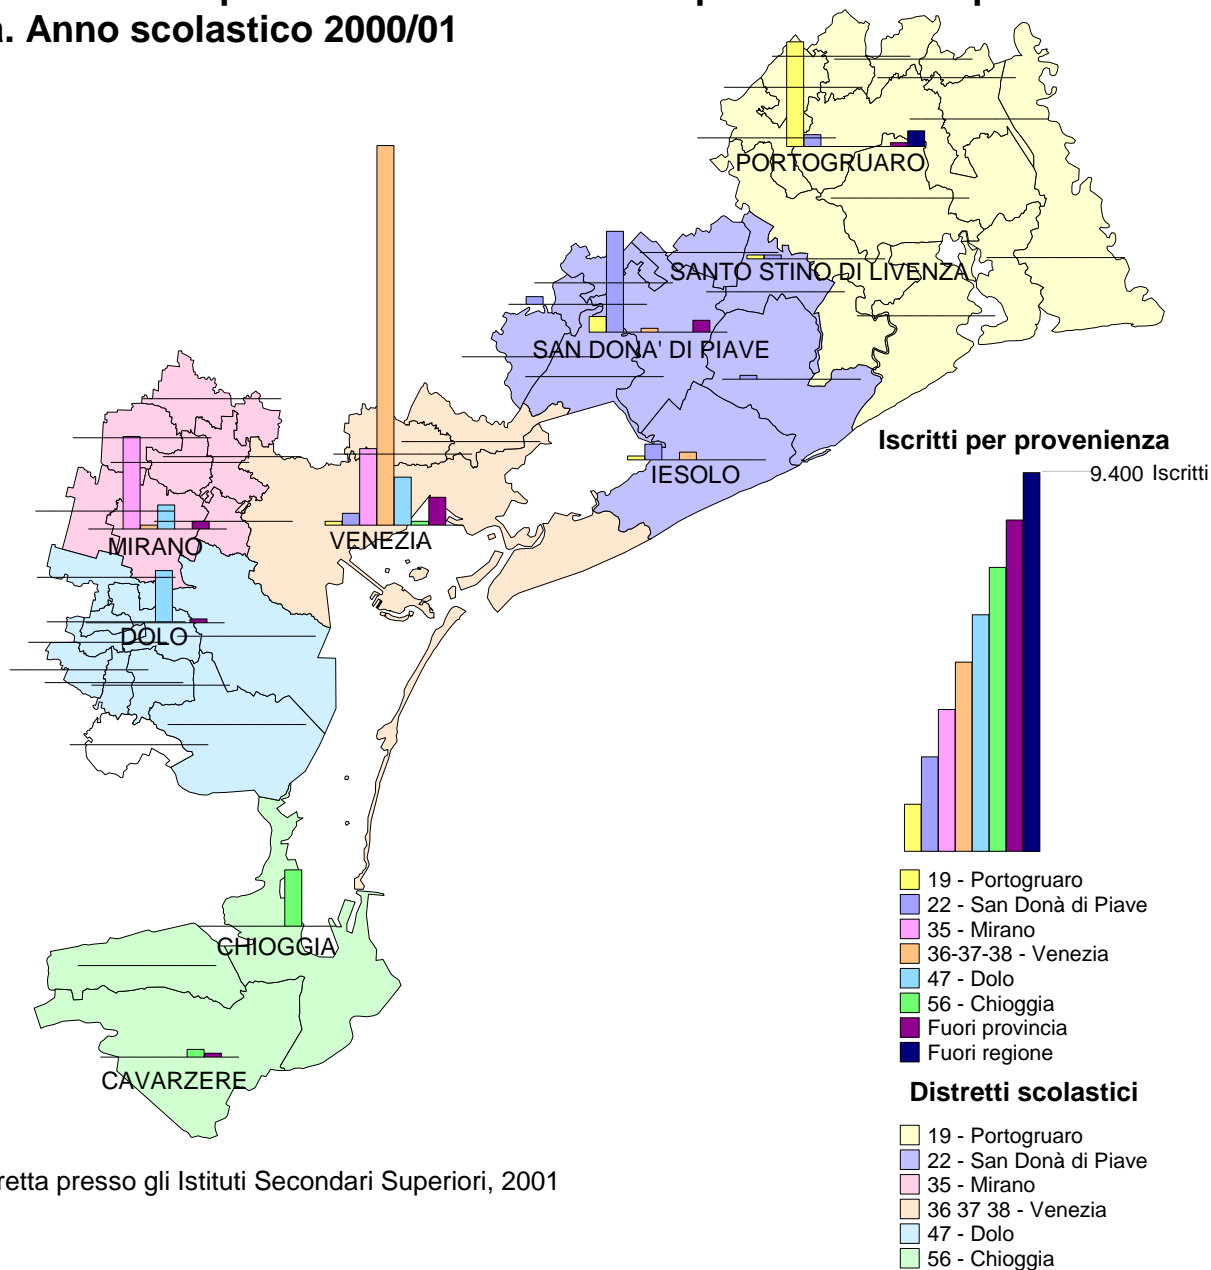 a. Anno scolastico 2000/01
PORTOGRUARO
SANTO STINO DI LIVENZA
SAN DONA' DI PIAVE
IESOLO
MIRANO
VENEZIA
DOLO
CHIOGGIA
CAVARZERE
Iscritti per provenienza
9.400 Iscritti
19 - Portogruaro
22 - San Donà di Piave
35 - Mirano
36-37-38 - Venezia
47 - Dolo
56 - Chioggia
Fuori provincia
Fuori regione
Distretti scolastici
19 - Portogruaro
22 - San Donà di Piave
35 - Mirano
36 37 38 - Venezia
47 - Dolo
56 - Chioggia
retta presso gli Istituti Secondari Superiori, 2001